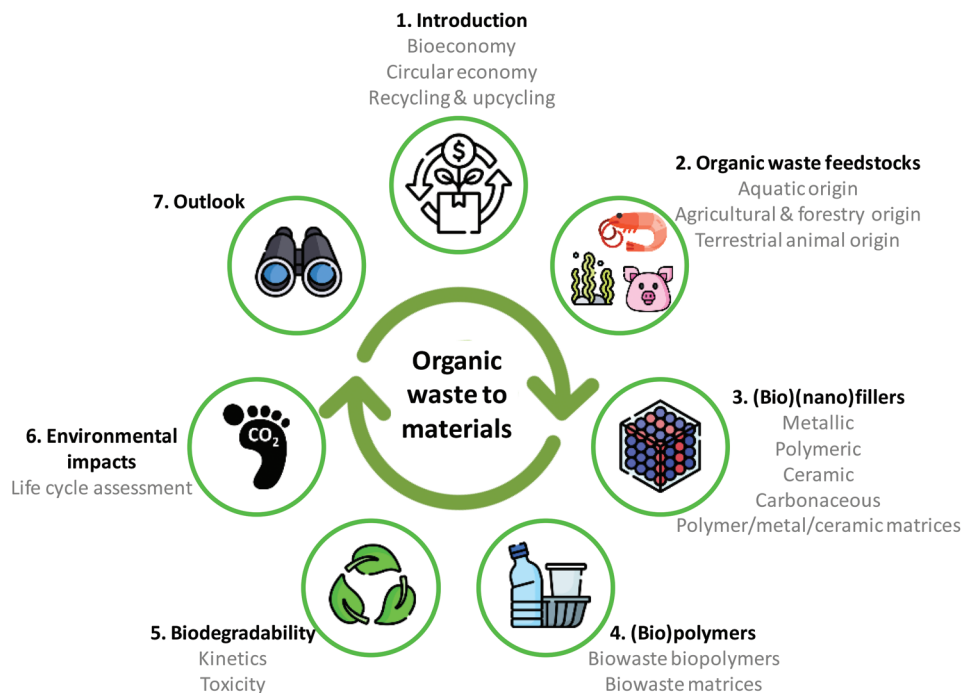 1. Introduction
Bioeconomy
Circular economy
Recycling & upcycling
$
2. Organic waste feedstocks
Aquatic origin
Agricultural & forestry origin
Terrestrial animal origin
3. (Bio)(nano)fillers
Metallic
Polymeric
Ceramic
Carbonaceous
Polymer/metal/ceramic matrices
4. (Bio)polymers
Biowaste biopolymers
Biowaste matrices
5. Biodegradability
Kinetics
Toxicity
6. Environmental
impacts
Life cycle assessment
CO₂
7. Outlook
Organic
waste to
materials